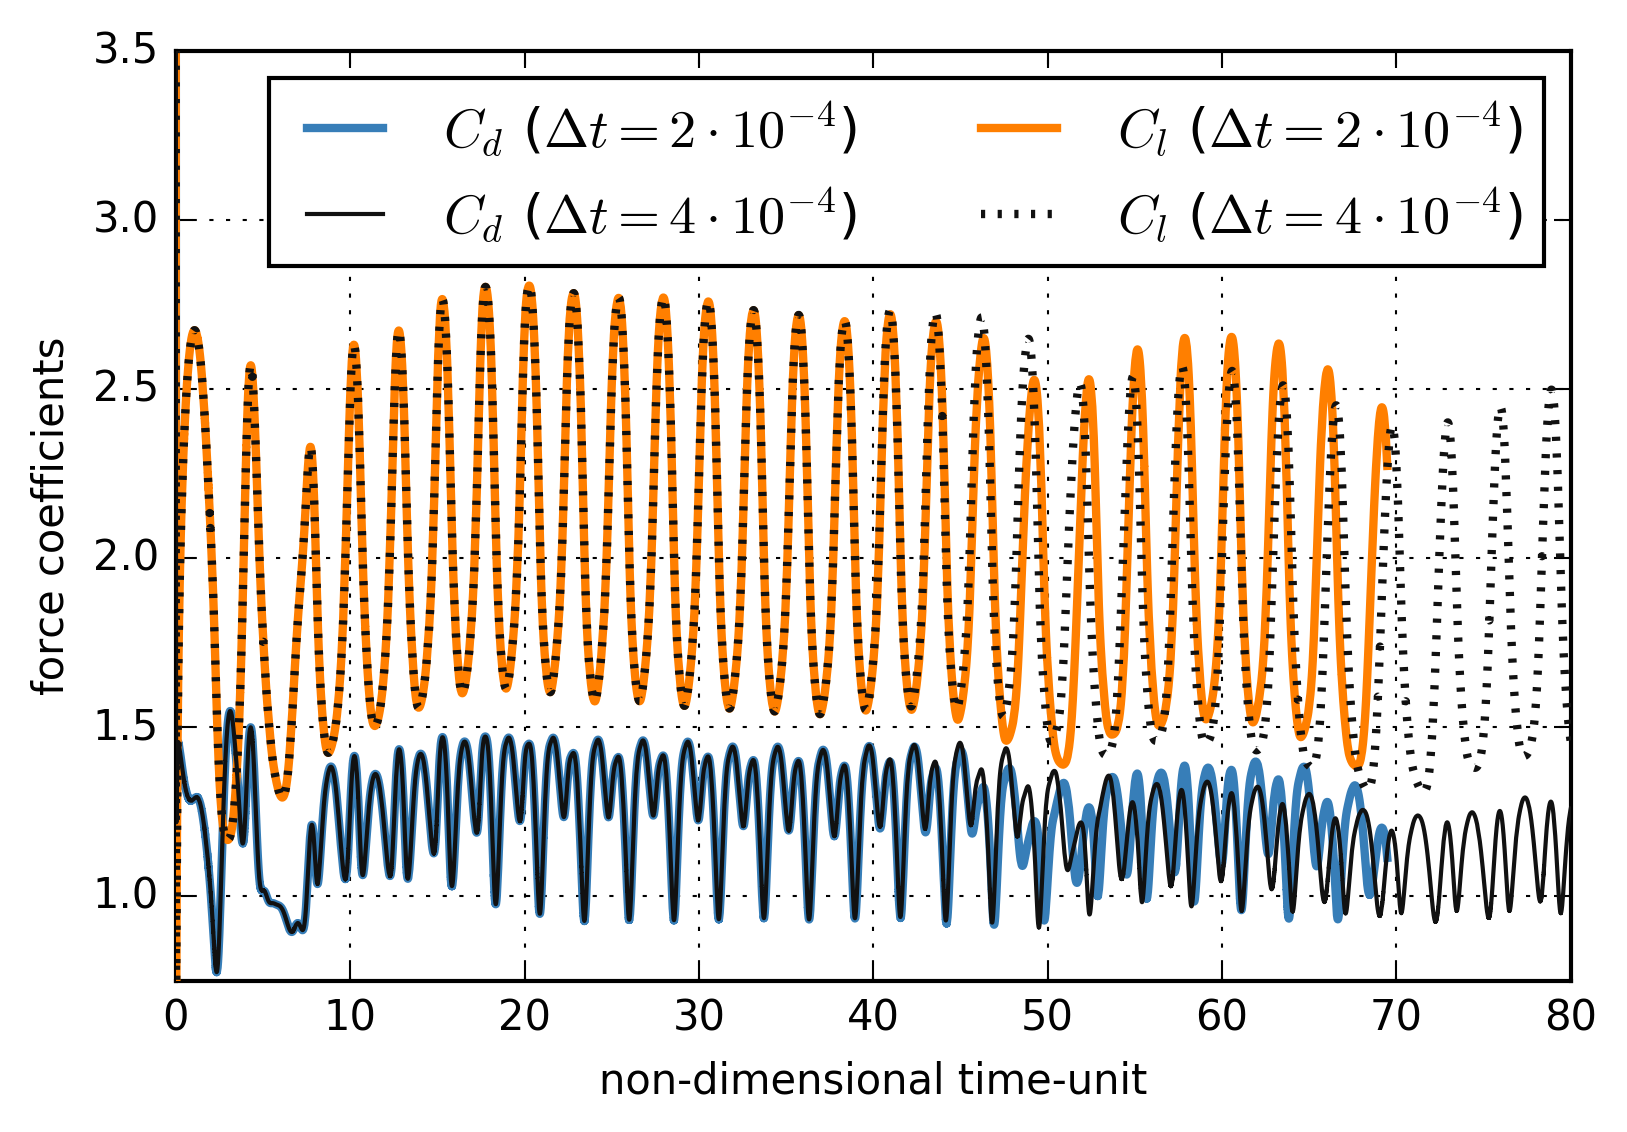 3.5
3.0
2.5
2.0
1.5
1.0
force coefficients
C_d (Δt = 2 · 10^{−4})
C_d (Δt = 4 · 10^{−4})
C_l (Δt = 2 · 10^{−4})
C_l (Δt = 4 · 10^{−4})
0 10 20 30 40 50 60 70 80
non-dimensional time-unit